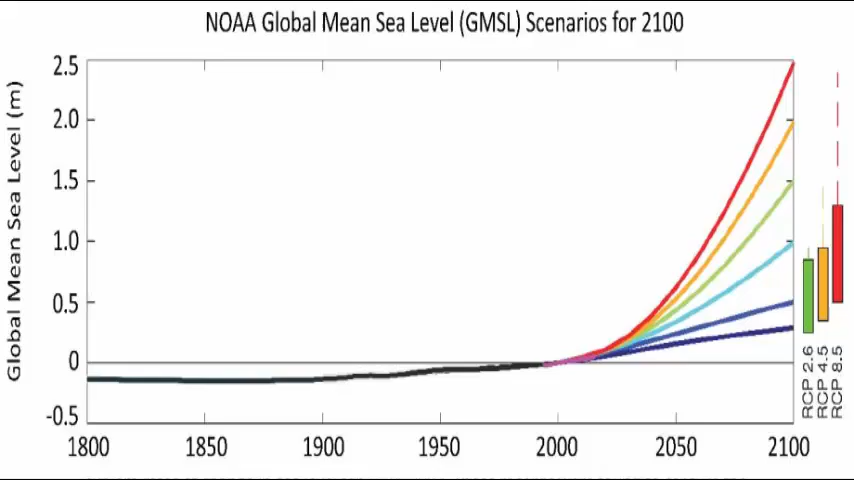 NOAA Global Mean Sea Level (GMSL) Scenarios for 2100
Global Mean Sea Level (m)
2.5
2.0
1.5
1.0
0.5
0
-0.5
1800
1850
1900
1950
2000
2050
2100
RCP 2.6
RCP 4.5
RCP 8.5